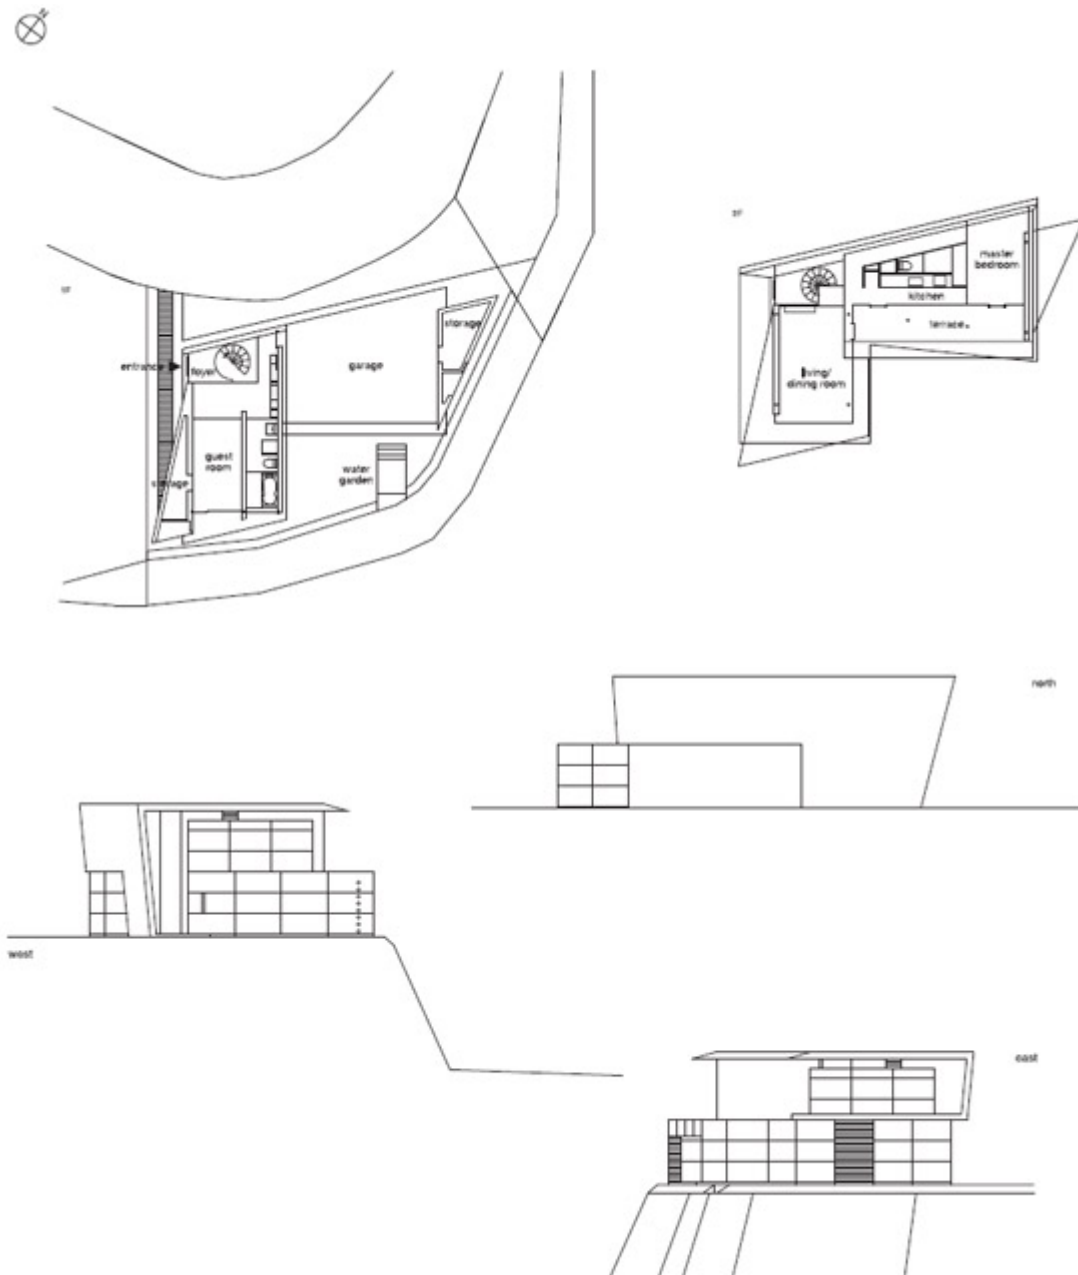 N
2F
master
bedroom
kitchen
terrace
living/
dining room
1F
storage
entrance
foyer
garage
guest
room
storage
water
garden
north
west
east